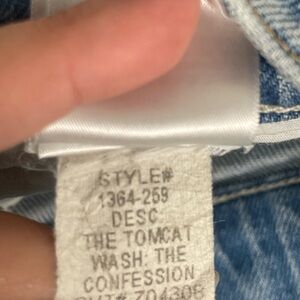 STYLE#
1364-259
DESC
THE TOMCAT
WASH: THE
CONFESSION